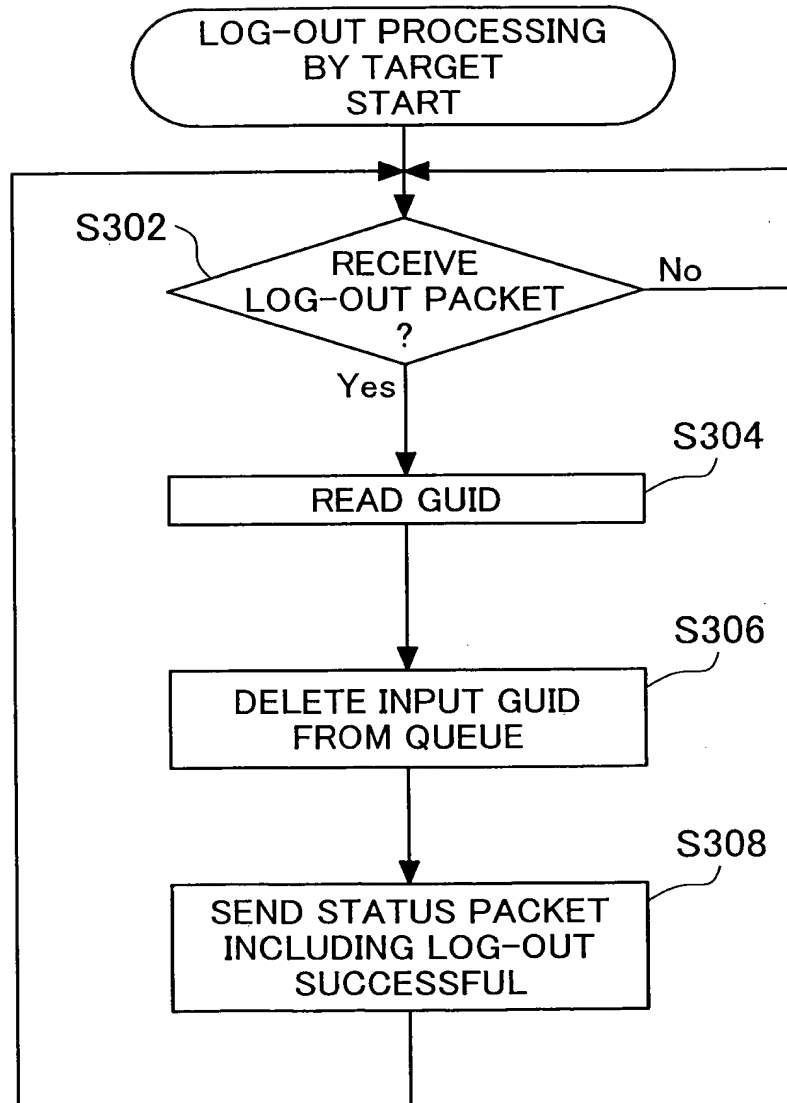 LOG-OUT PROCESSING
BY TARGET
START
S302
RECEIVE
LOG-OUT PACKET
?
No
Yes
S304
READ GUID
S306
DELETE INPUT GUID
FROM QUEUE
S308
SEND STATUS PACKET
INCLUDING LOG-OUT
SUCCESSFUL